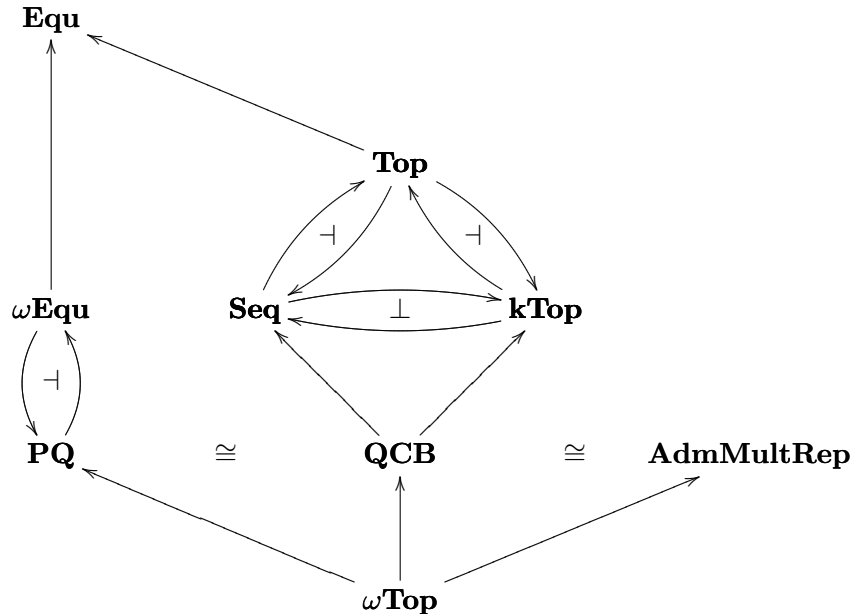 Equ
Top
⊣ ⊣
ωEqu Seq ⊥ kTop
⊣
PQ ≅ QCB ≅ AdmMultRep
ωTop